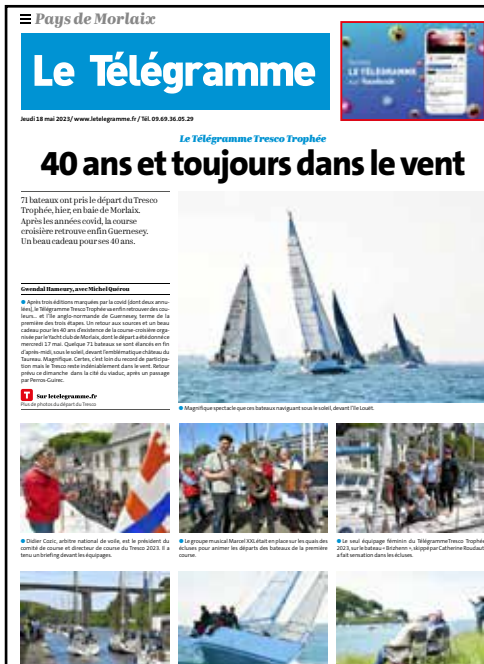 Pays de Morlaix
Le Télégramme
LE TÉLÉGRAMME
sur Facebook
Jeudi 18 mai 2023/ www.letelegramme.fr / Tél. 09.69.36.05.29
Le Télégramme Tresco Trophée
40 ans et toujours dans le vent
71 bateaux ont pris le départ du Tresco
Trophée, hier, en baie de Morlaix.
Après les années covid, la course
croisière retrouve enfin Guernesey.
Un beau cadeau pour ses 40 ans.
Gwendal Hameury, avec Michel Quérou
● Après trois éditions marquées par la covid (dont deux annu-
lées), le Télégramme Tresco Trophée va enfin retrouver des cou-
leurs… et l'île anglo-normande de Guernesey, terme de la
première des trois étapes. Un retour aux sources et un beau
cadeau pour les 40 ans d'existence de la course-croisière orga-
nisée par le Yacht club de Morlaix, dont le départ a été donné ce
mercredi 17 mai. Quelque 71 bateaux se sont élancés en fin
d'après-midi, sous le soleil, devant l'emblématique château du
Taureau. Magnifique. Certes, c'est loin du record de participa-
tion mais le Tresco reste indéniablement dans le vent. Retour
prévu ce dimanche dans la cité du viaduc, après un passage
par Perros-Guirec.
T Sur letelegramme.fr
Plus de photos du départ du Tresco
● Magnifique spectacle que ces bateaux naviguant sous le soleil, devant l'île Louët.
● Didier Cozic, arbitre national de voile, est le président du
comité de course et directeur de course du Tresco 2023. Il a
tenu un briefing devant les équipages.
● Le groupe musical Marcel XXL était en place sur les quais des
écluses pour animer les départs des bateaux de la première
course.
● Le seul équipage féminin du TélégrammeTresco Trophée
2023, sur le bateau « Brizhenn », skippé par Catherine Roudaut
a fait sensation dans les écluses.